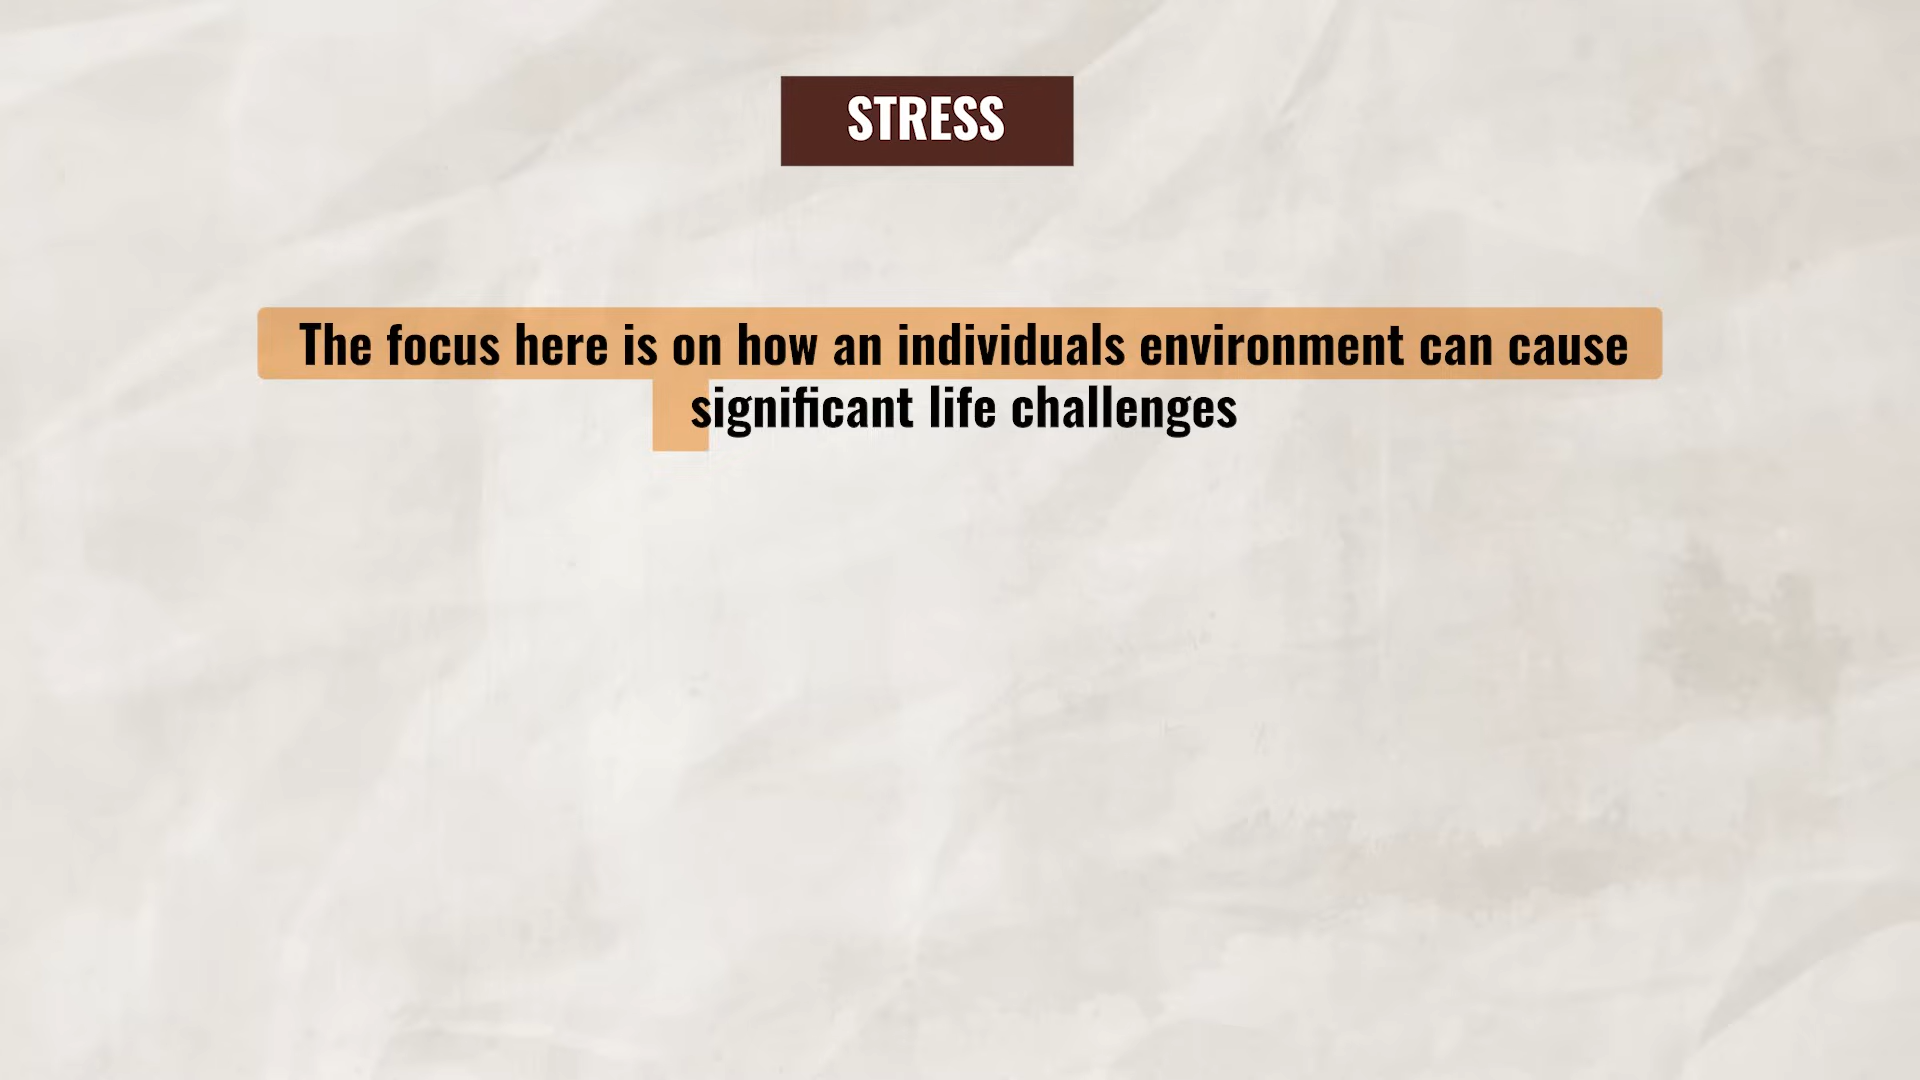 STRESS
The focus here is on how an individuals environment can cause
significant life challenges